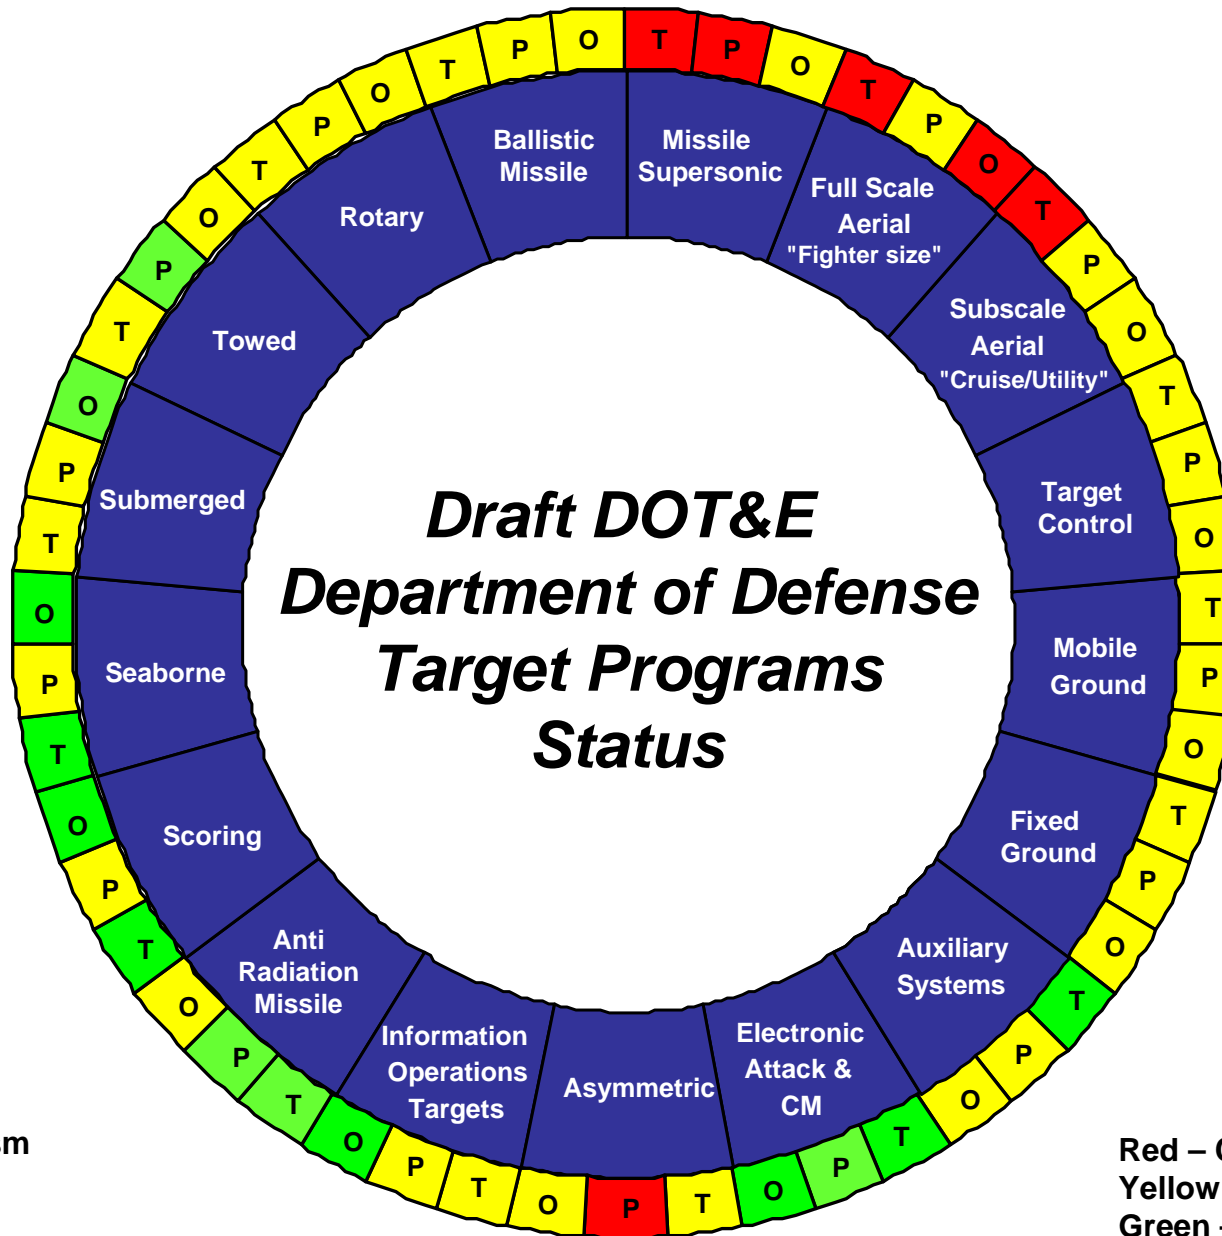 Draft DOT&E
Department of Defense
Target Programs
Status
T P O
Missile
Supersonic
T P O
Full Scale
Aerial
"Fighter size"
T P O
Subscale
Aerial
"Cruise/Utility"
T P O
Target
Control
T P O
Mobile
Ground
T P O
Fixed
Ground
T P O
Auxiliary
Systems
T P O
Electronic
Attack &
CM
T P O
Asymmetric
T P O
Information
Operations
Targets
T P O
Anti
Radiation
Missile
T P O
Scoring
T P O
Seaborne
T P O
Submerged
T P O
Towed
T P O
Rotary
T P O
Ballistic
Missile
sm
Red –
Yellow
Green -